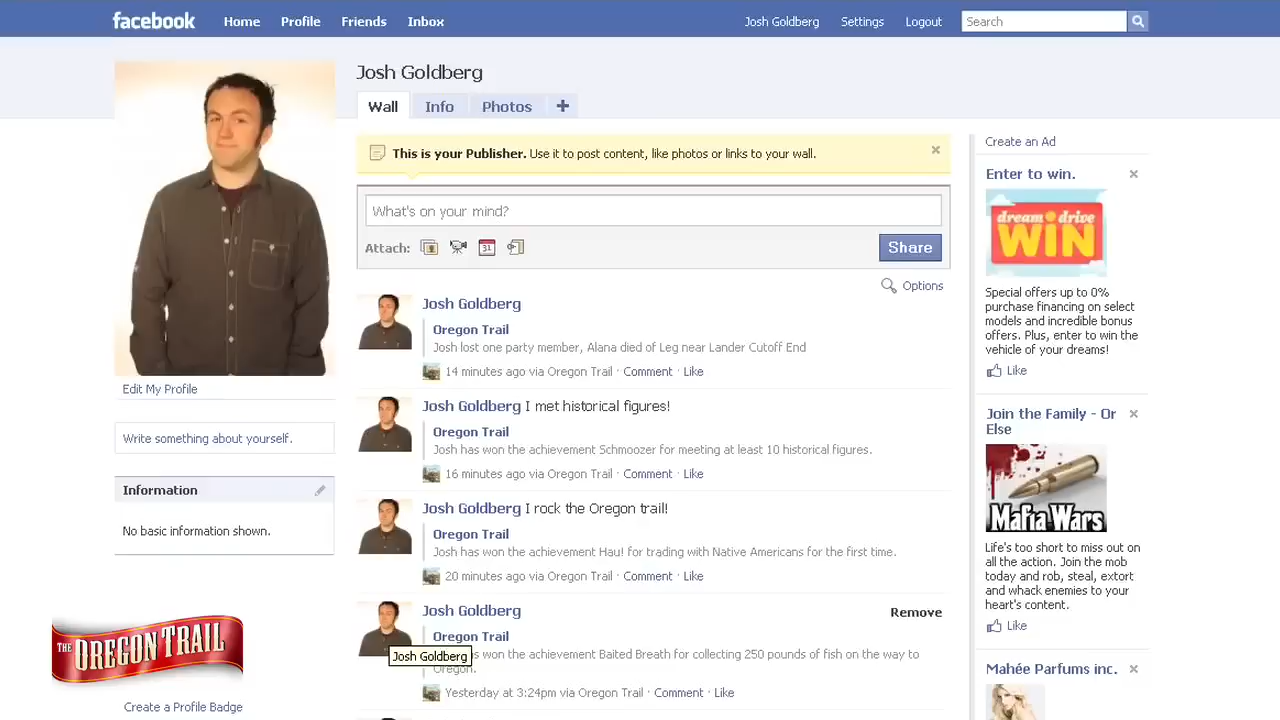 facebook Home Profile Friends Inbox Josh Goldberg Settings Logout Search
Josh Goldberg
Wall Info Photos
This is your Publisher. Use it to post content, like photos or links to your wall.
What's on your mind?
Attach: 31 Share
Options
Josh Goldberg
Oregon Trail
Josh lost one party member, Alana died of Leg near Lander Cutoff End
14 minutes ago via Oregon Trail · Comment · Like
Josh Goldberg I met historical figures!
Oregon Trail
Josh has won the achievement Schmoozer for meeting at least 10 historical figures.
16 minutes ago via Oregon Trail · Comment · Like
Josh Goldberg I rock the Oregon trail!
Oregon Trail
Josh has won the achievement Hau! for trading with Native Americans for the first time.
20 minutes ago via Oregon Trail · Comment · Like
Josh Goldberg
Remove
Oregon Trail
Josh Goldberg
won the achievement Baited Breath for collecting 250 pounds of fish on the way to
Oregon.
Yesterday at 3:24pm via Oregon Trail · Comment · Like
Edit My Profile
Write something about yourself.
Information
No basic information shown.
THE OREGON TRAIL
Create a Profile Badge
Create an Ad
Enter to win.
dream drive
WIN
Special offers up to 0%
purchase financing on select
models and incredible bonus
offers. Plus, enter to win the
vehicle of your dreams!
Like
Join the Family - Or
Else
Mafia Wars
Life's too short to miss out on
all the action. Join the mob
today and rob, steal, extort
and whack enemies to your
heart's content.
Like
Mahée Parfums inc.